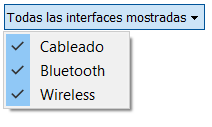 Todas las interfaces mostradas
Cableado
Bluetooth
Wireless